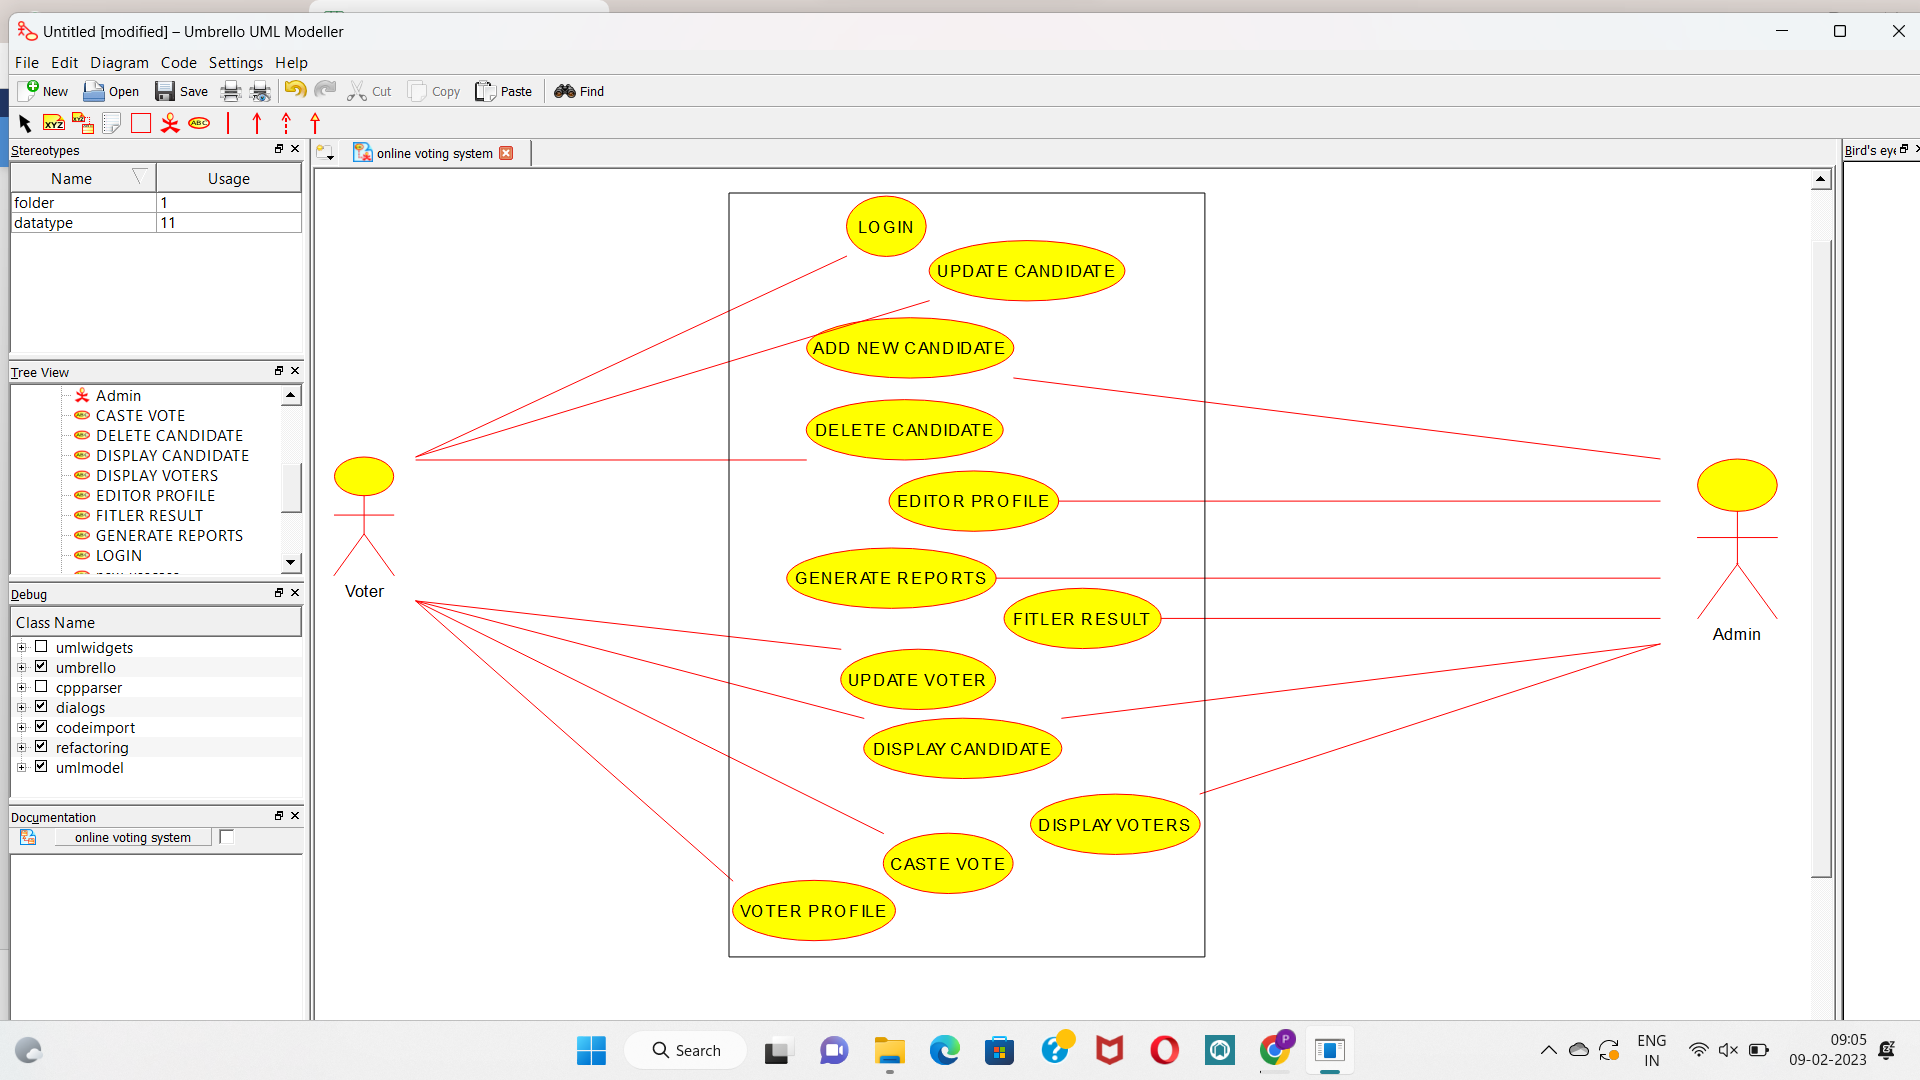 Untitled [modified] – Umbrello UML Modeller
File Edit Diagram Code Settings Help
New Open Save Cut Copy Paste Find
XYZ ABC
Stereotypes
Name Usage
folder 1
datatype 11
Tree View
Admin
CASTE VOTE
DELETE CANDIDATE
DISPLAY CANDIDATE
DISPLAY VOTERS
EDITOR PROFILE
FITLER RESULT
GENERATE REPORTS
LOGIN
Debug
Class Name
umlwidgets
umbrello
cppparser
dialogs
codeimport
refactoring
umlmodel
Documentation
online voting system
online voting system
Bird's eye
LOGIN
UPDATE CANDIDATE
ADD NEW CANDIDATE
DELETE CANDIDATE
EDITOR PROFILE
GENERATE REPORTS
FITLER RESULT
UPDATE VOTER
DISPLAY CANDIDATE
DISPLAY VOTERS
CASTE VOTE
VOTER PROFILE
Voter
Admin
Search
P
ENG
IN
09:05
09-02-2023